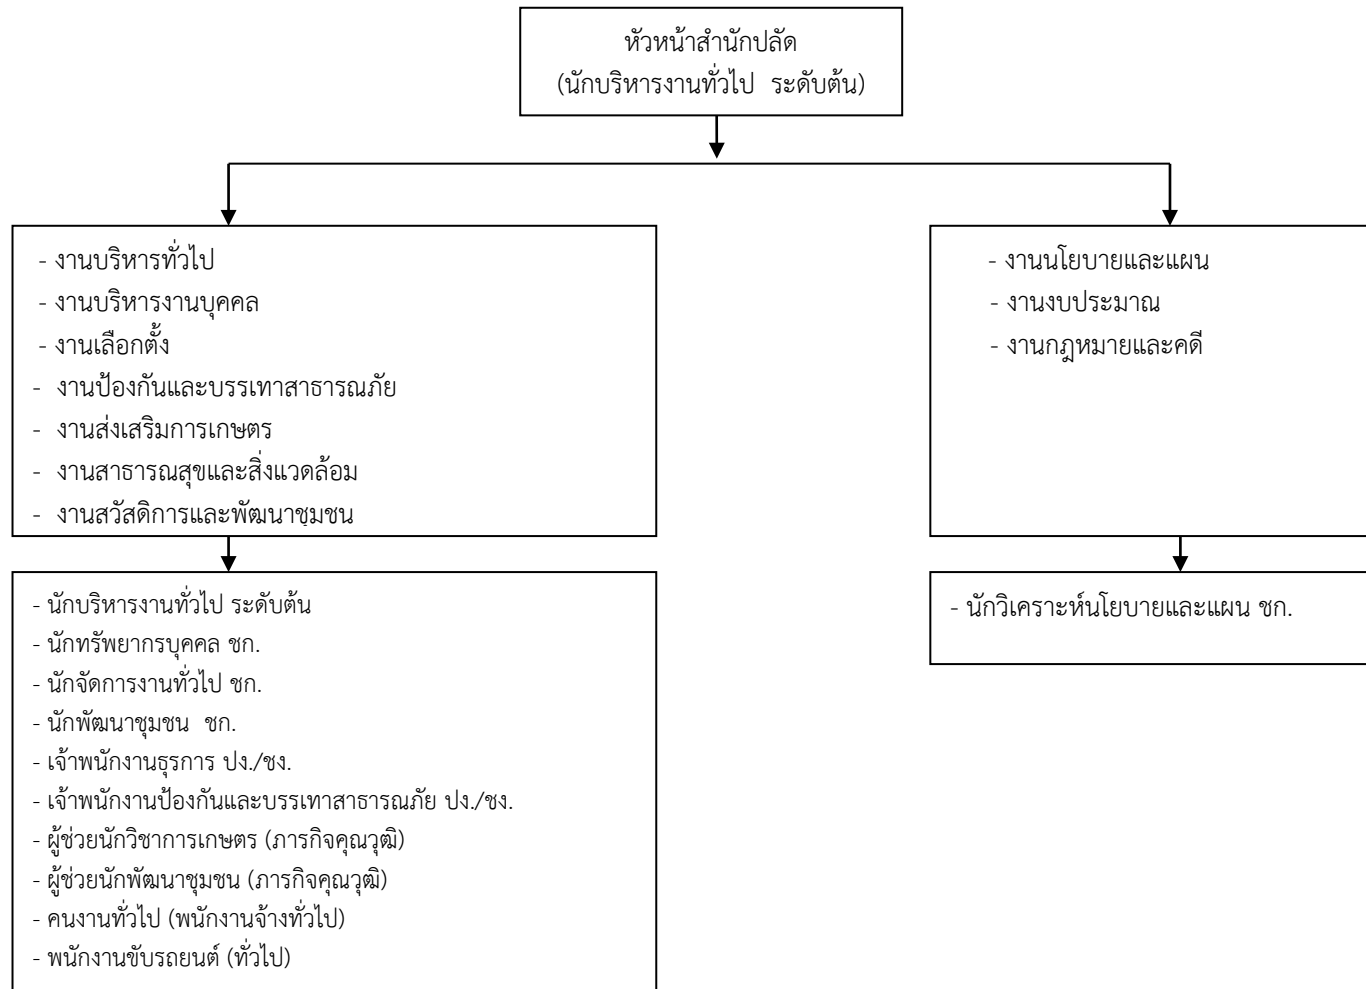 หัวหน้าสำนักปลัด
(นักบริหารงานทั่วไป ระดับต้น)
- งานบริหารทั่วไป
- งานบริหารงานบุคคล
- งานเลือกตั้ง
- งานป้องกันและบรรเทาสาธารณภัย
- งานส่งเสริมการเกษตร
- งานสาธารณสุขและสิ่งแวดล้อม
- งานสวัสดิการและพัฒนาชุมชน
- งานนโยบายและแผน
- งานงบประมาณ
- งานกฎหมายและคดี
- นักบริหารงานทั่วไป ระดับต้น
- นักทรัพยากรบุคคล ชก.
- นักจัดการงานทั่วไป ชก.
- นักพัฒนาชุมชน ชก.
- เจ้าพนักงานธุรการ ปง./ชง.
- เจ้าพนักงานป้องกันและบรรเทาสาธารณภัย ปง./ชง.
- ผู้ช่วยนักวิชาการเกษตร (ภารกิจคุณวุฒิ)
- ผู้ช่วยนักพัฒนาชุมชน (ภารกิจคุณวุฒิ)
- คนงานทั่วไป (พนักงานจ้างทั่วไป)
- พนักงานขับรถยนต์ (ทั่วไป)
- นักวิเคราะห์นโยบายและแผน ชก.